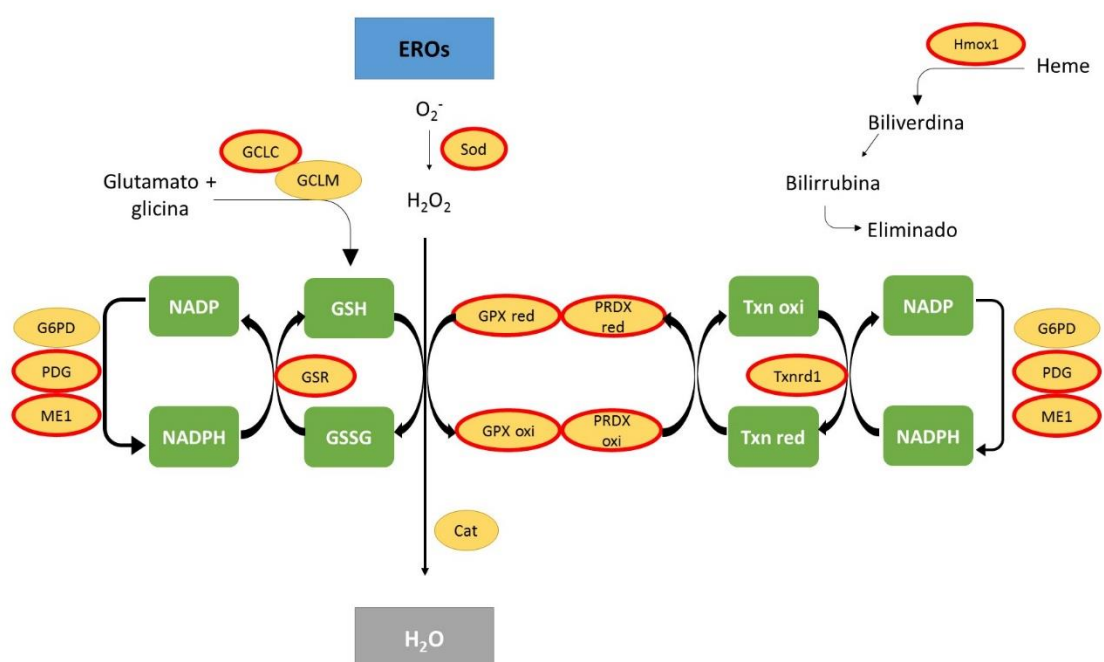 EROs
Hmox1
Heme
O₂⁻
Biliverdina
Sod
GCLC
GCLM
Glutamato +
glicina
H₂O₂
Bilirrubina
Eliminado
NADP
GSH
GPX red
PRDX
red
Txn oxi
NADP
G6PD
PDG
ME1
GSR
Txnrd1
G6PD
PDG
ME1
NADPH
GSSG
GPX oxi
PRDX
oxi
Txn red
NADPH
Cat
H₂O